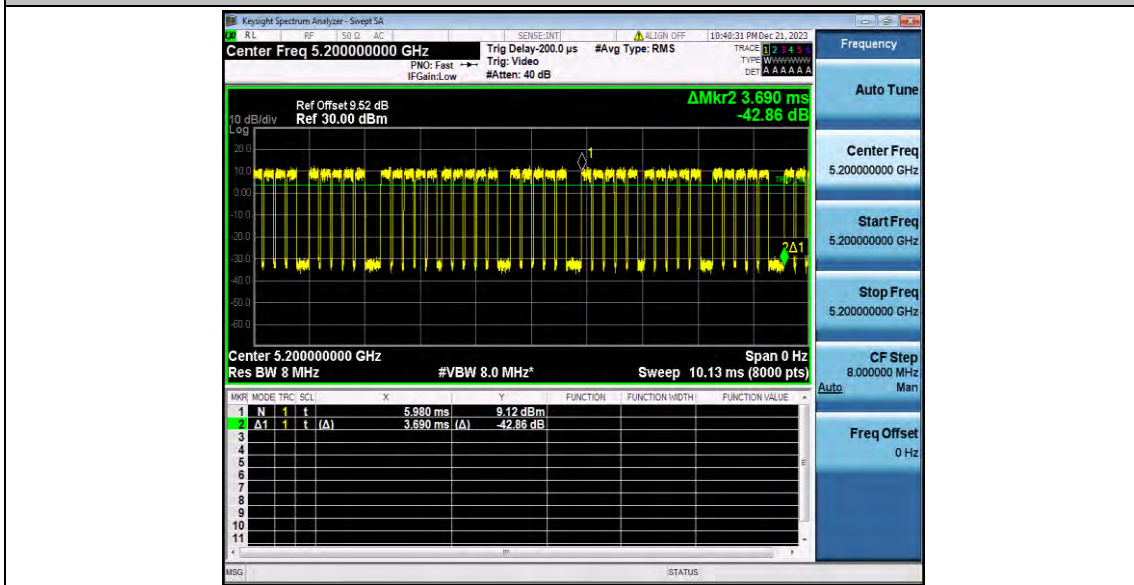 Keysight Spectrum Analyzer - Swept SA
RL RF 50 Ω AC SENSE:INT ALIGN OFF 10:40:31 PM Dec 21, 2023
Center Freq 5.200000000 GHz
PNO: Fast
IFGain:Low
Trig Delay-200.0 µs
Trig: Video
#Atten: 40 dB
#Avg Type: RMS
TRACE 1 2 3 4 5 6
TYPE
DET A A A A A A
Ref Offset 9.52 dB
10 dB/div Ref 30.00 dBm
Log
ΔMkr2 3.690 ms
-42.86 dB
20.0
10.0
0.00
-10.0
-20.0
-30.0
-40.0
-50.0
-60.0
1
2Δ1
Center 5.200000000 GHz Span 0 Hz
Res BW 8 MHz #VBW 8.0 MHz* Sweep 10.13 ms (8000 pts)
MKR MODE TRC SCL X Y FUNCTION FUNCTION WIDTH FUNCTION VALUE
1 N 1 t 5.980 ms 9.12 dBm
2 Δ1 1 t (Δ) 3.690 ms (Δ) -42.86 dB
3
4
5
6
7
8
9
10
11
MSG STATUS
Frequency
Auto Tune
Center Freq
5.200000000 GHz
Start Freq
5.200000000 GHz
Stop Freq
5.200000000 GHz
CF Step
8.000000 MHz
Auto Man
Freq Offset
0 Hz